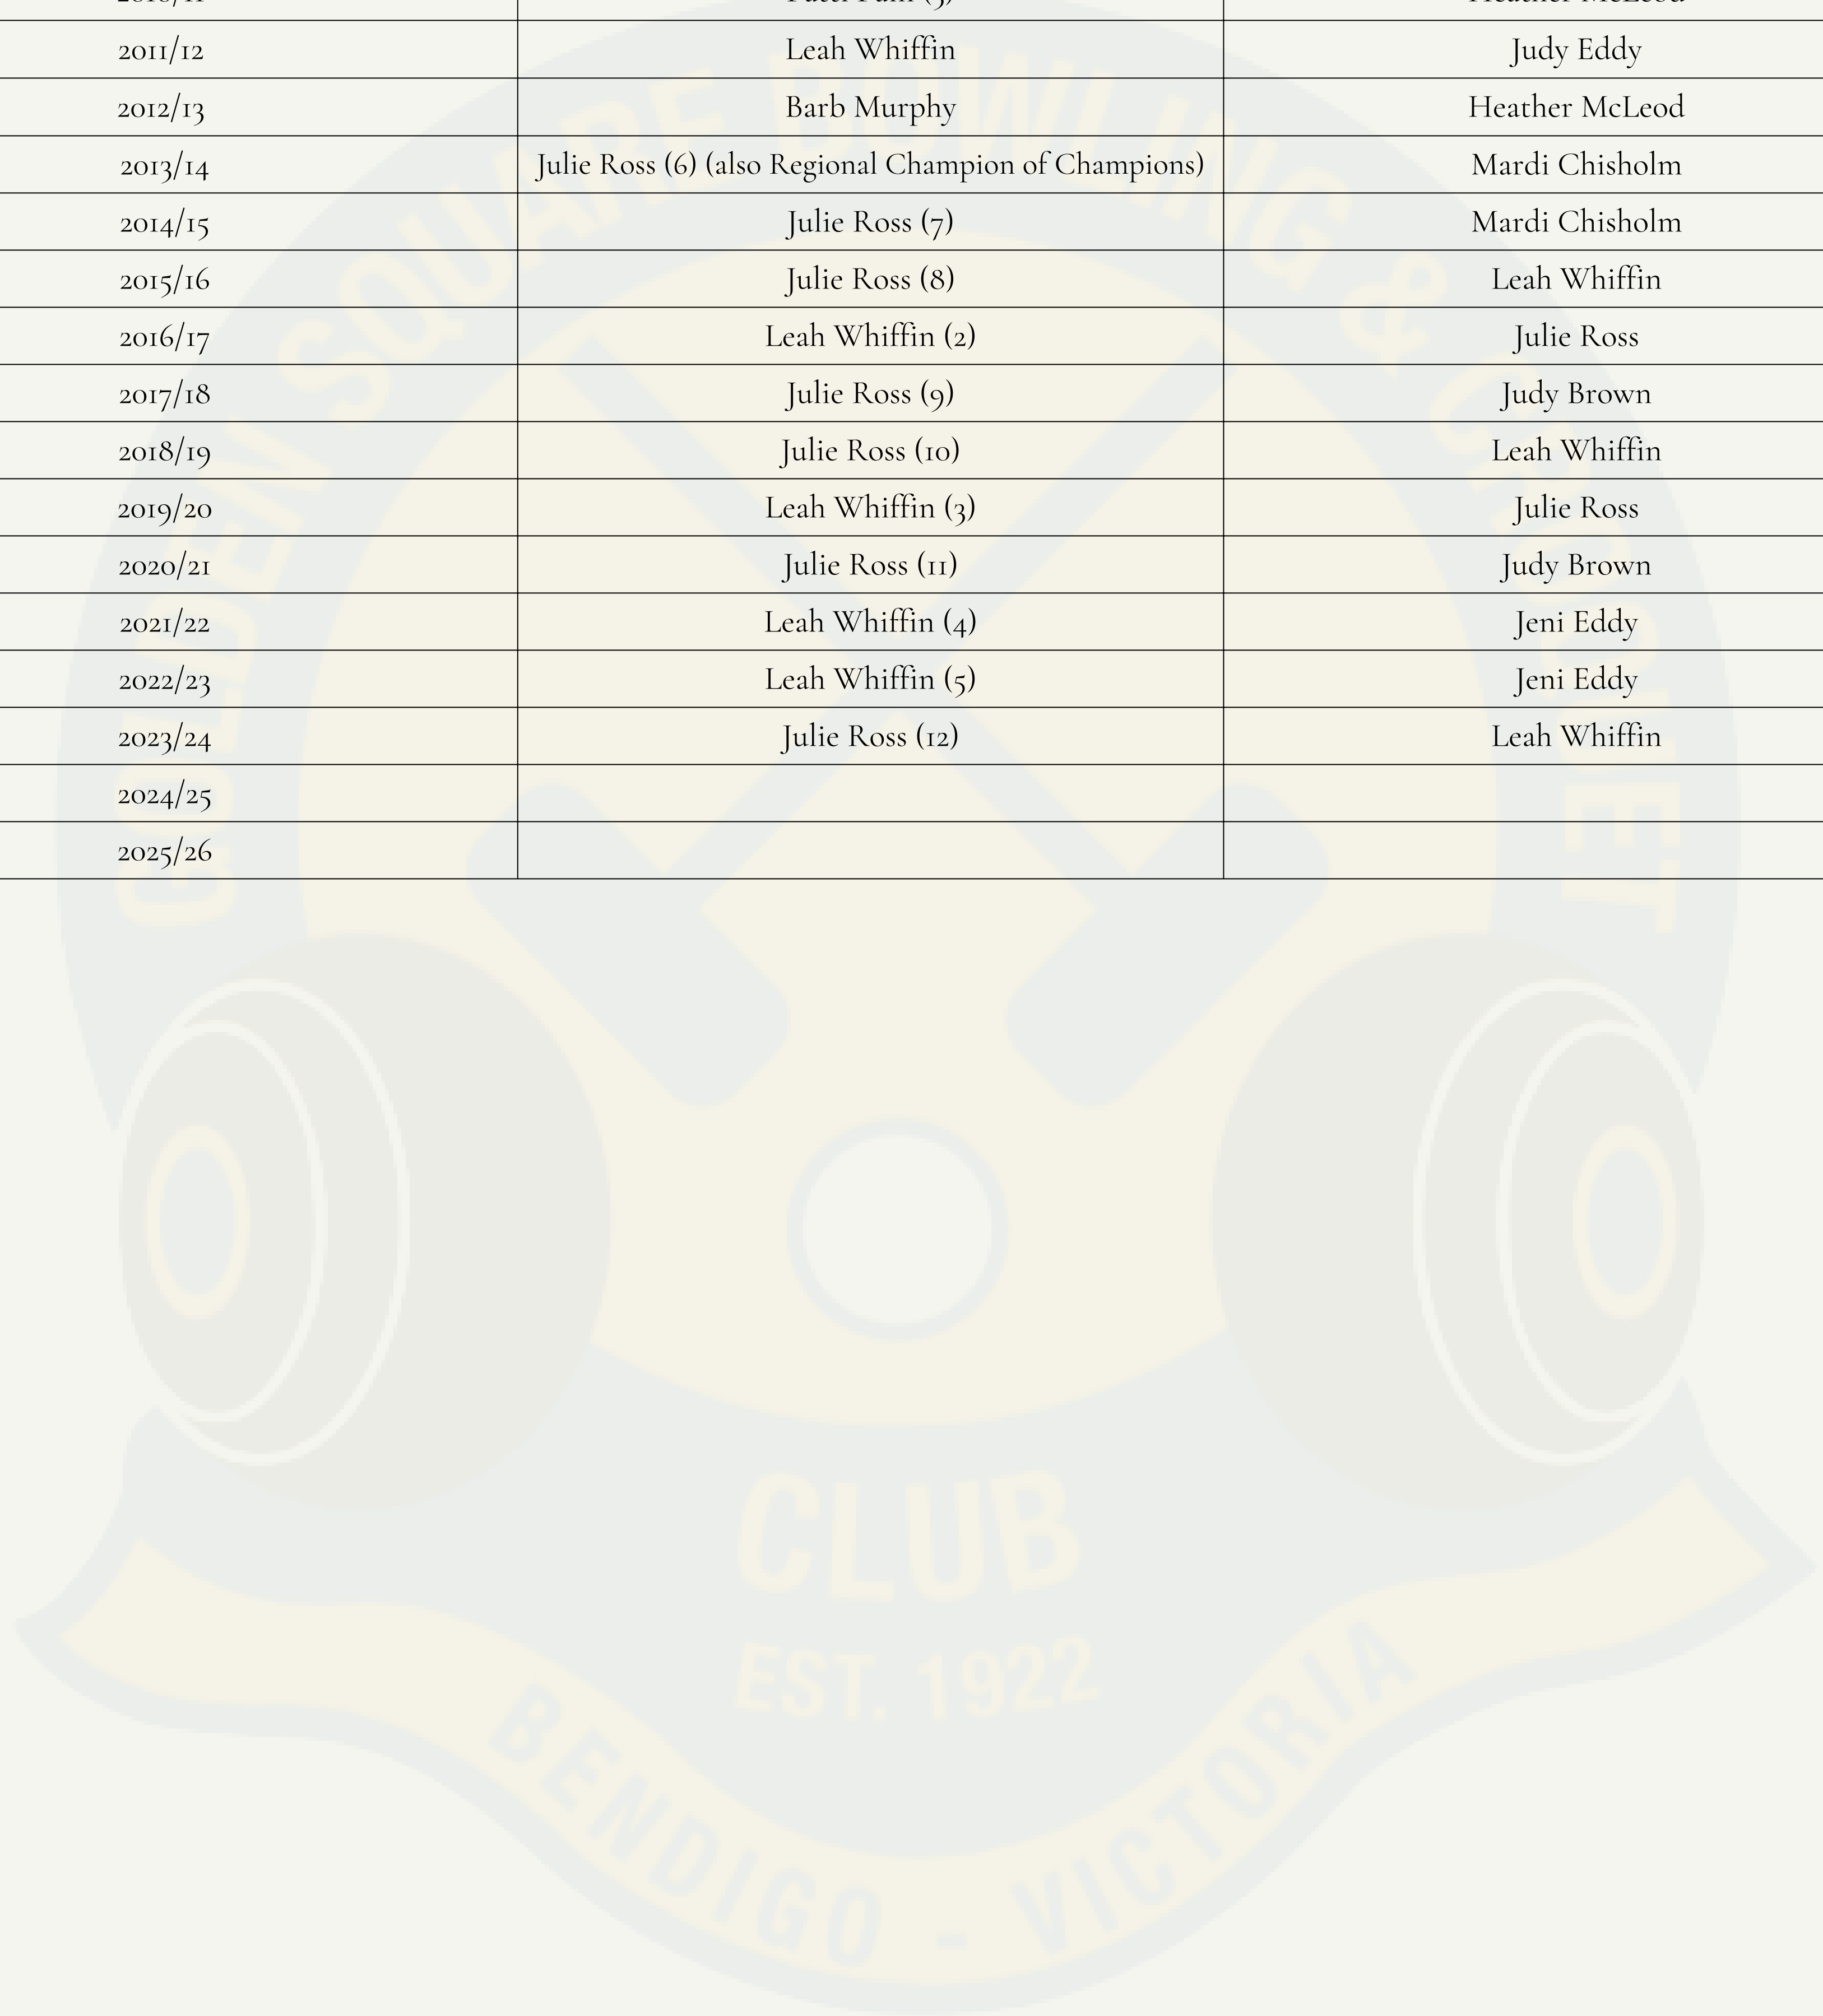 2011/12 Leah Whiffin Judy Eddy
2012/13 Barb Murphy Heather McLeod
2013/14 Julie Ross (6) (also Regional Champion of Champions) Mardi Chisholm
2014/15 Julie Ross (7) Mardi Chisholm
2015/16 Julie Ross (8) Leah Whiffin
2016/17 Leah Whiffin (2) Julie Ross
2017/18 Julie Ross (9) Judy Brown
2018/19 Julie Ross (10) Leah Whiffin
2019/20 Leah Whiffin (3) Julie Ross
2020/21 Julie Ross (11) Judy Brown
2021/22 Leah Whiffin (4) Jeni Eddy
2022/23 Leah Whiffin (5) Jeni Eddy
2023/24 Julie Ross (12) Leah Whiffin
2024/25
2025/26
GOLDEN SQUARE BOWLING & CROQUET
CLUB
EST. 1922
BENDIGO - VICTORIA